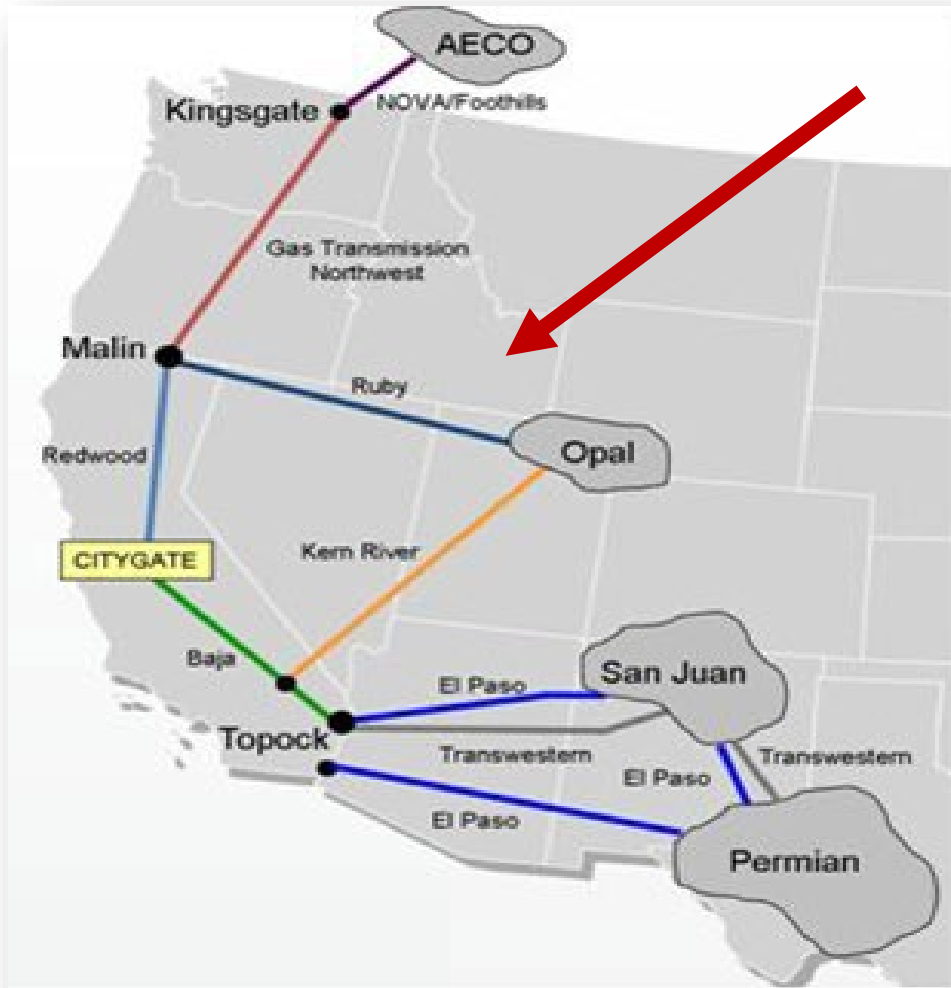 AECO
Kingsgate
NOVA/Foothills
Gas Transmission
Northwest
Malin
Ruby
Redwood
Opal
CITYGATE
Kern River
Baja
San Juan
El Paso
Topock
Transwestern
El Paso
Transwestern
El Paso
Permian